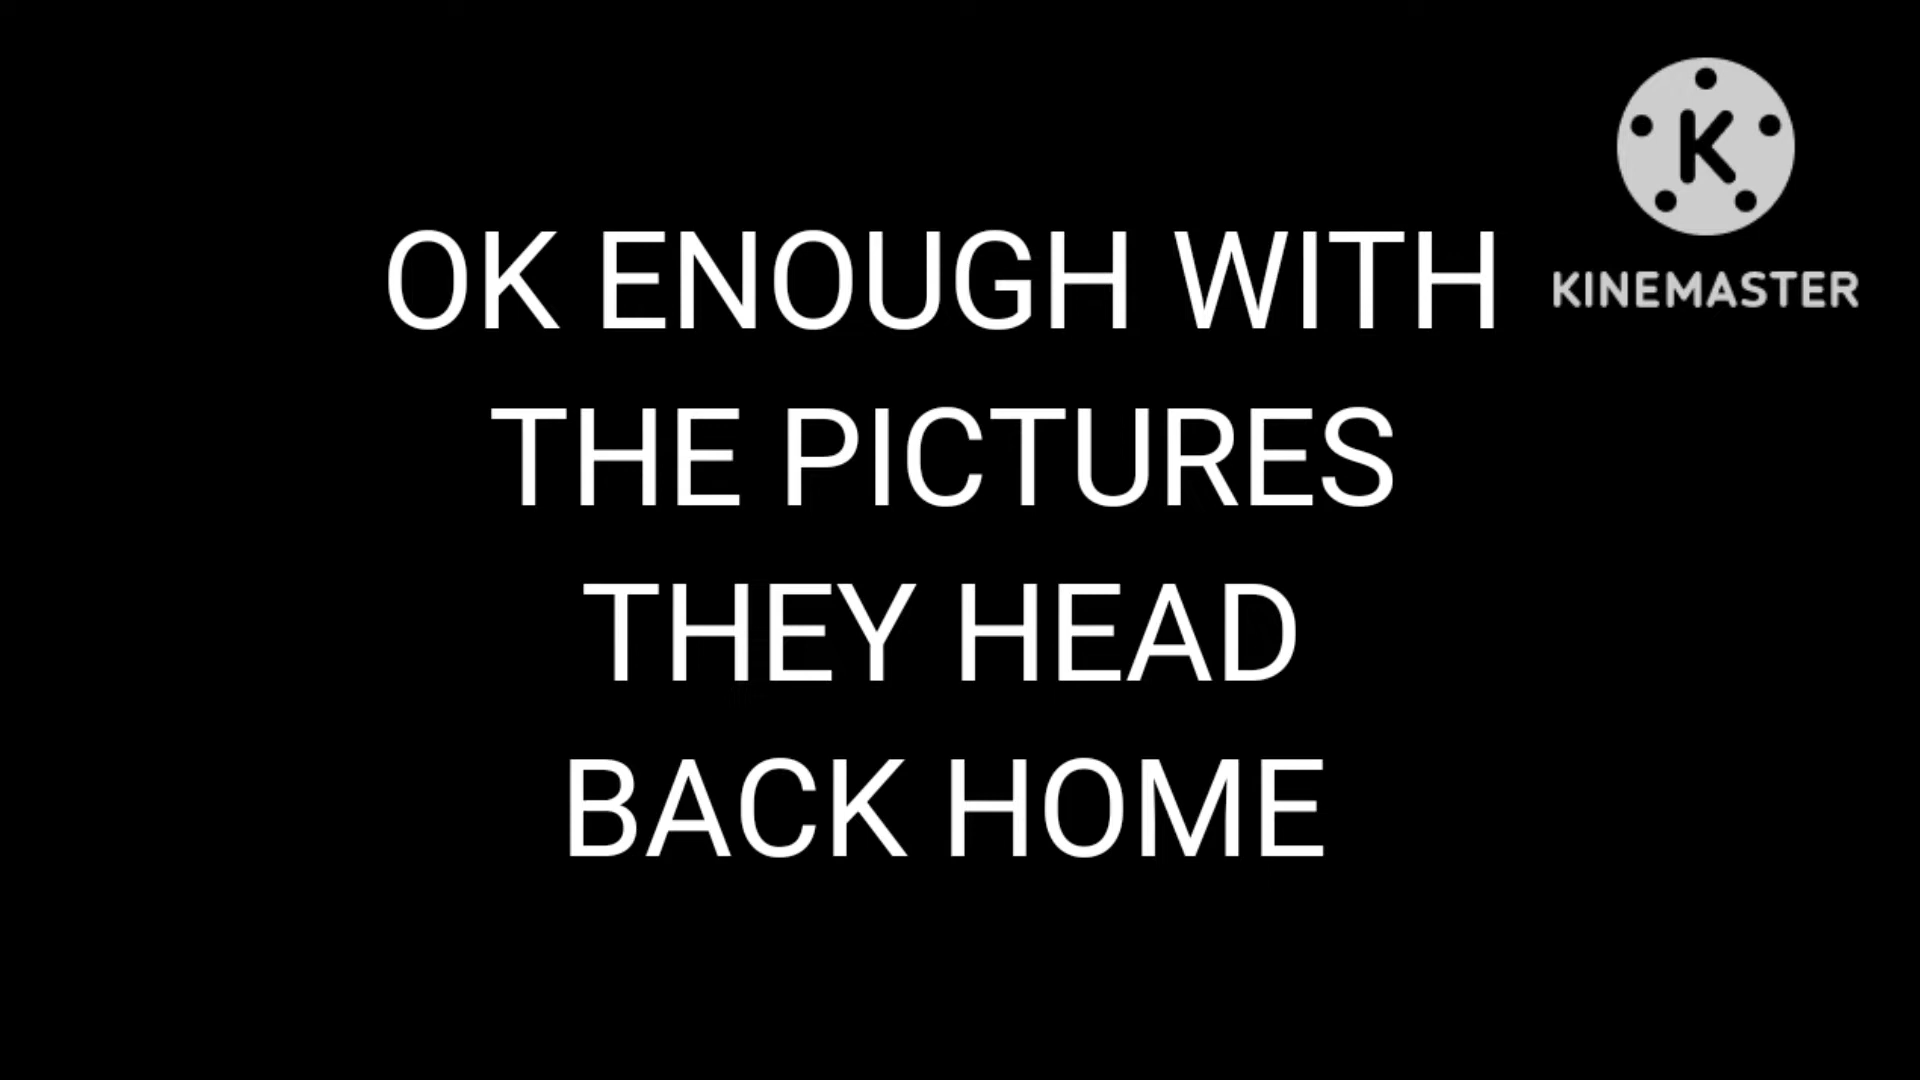 OK ENOUGH WITH
THE PICTURES
THEY HEAD
BACK HOME
K
KINEMASTER